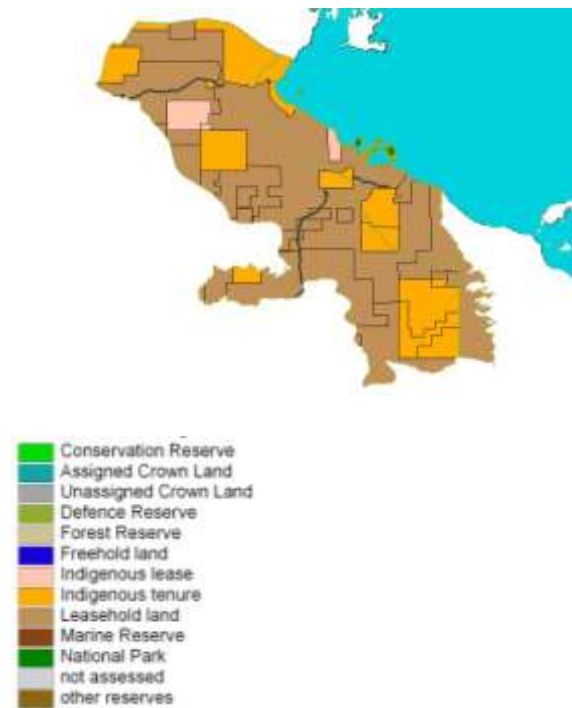 Conservation Reserve
Assigned Crown Land
Unassigned Crown Land
Defence Reserve
Forest Reserve
Freehold land
Indigenous lease
Indigenous tenure
Leasehold land
Marine Reserve
National Park
not assessed
other reserves